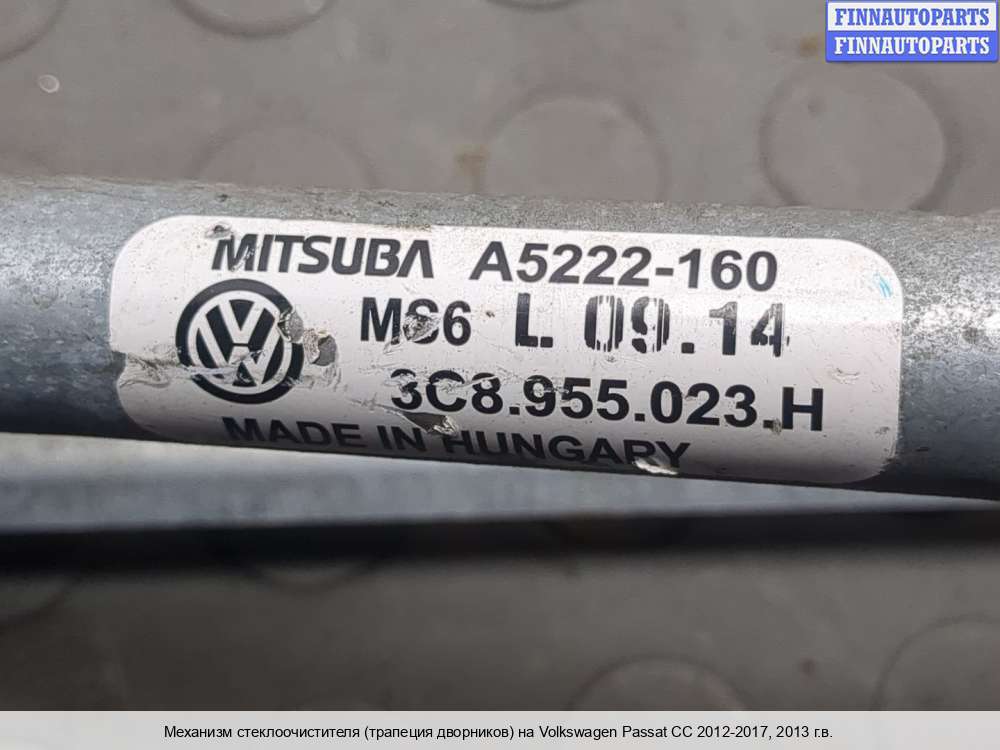 FINNAUTOPARTS
FINNAUTOPARTS
MITSUBA A5222-160
MS6 L. 09.14
3C8.955.023.H
MADE IN HUNGARY
Механизм стеклоочистителя (трапеция дворников) на Volkswagen Passat CC 2012-2017, 2013 г.в.